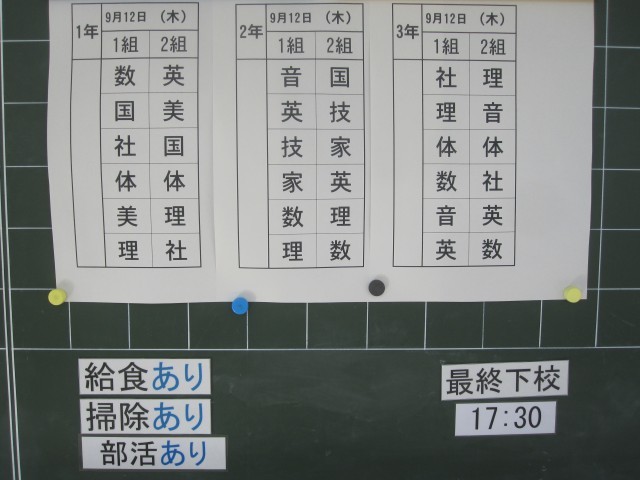 1年 9月12日 (木)
1組 2組
数 英
国 美
社 国
体 体
美 理
理 社
2年 9月12日 (木)
1組 2組
音 国
英 技
技 家
家 英
数 理
理 数
3年 9月12日 (木)
1組 2組
社 理
理 音
体 体
数 社
音 英
英 数
給食あり
掃除あり
部活あり
最終下校
17:30